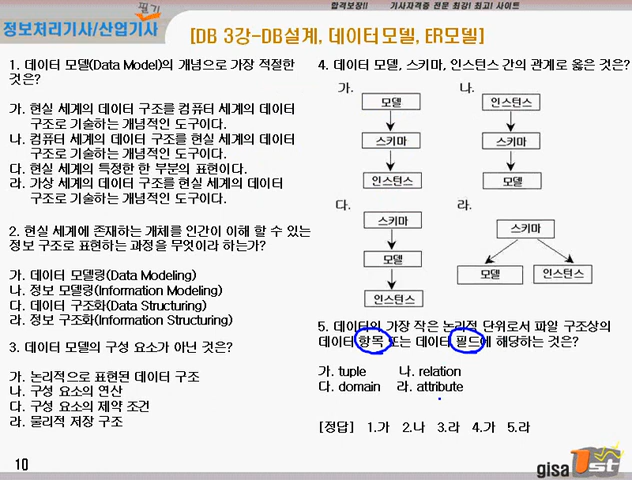 합격보장!! 기사자격증 전문 최강! 최고! 사이트
필기
정보처리기사/산업기사
[DB 3강-DB설계, 데이터모델, ER모델]
1. 데이터 모델(Data Model)의 개념으로 가장 적절한
것은?
가. 현실 세계의 데이터 구조를 컴퓨터 세계의 데이터
구조로 기술하는 개념적인 도구이다.
나. 컴퓨터 세계의 데이터 구조를 현실 세계의 데이터
구조로 기술하는 개념적인 도구이다.
다. 현실 세계의 특정한 한 부분의 표현이다.
라. 가상 세계의 데이터 구조를 현실 세계의 데이터
구조로 기술하는 개념적인 도구이다.
2. 현실 세계에 존재하는 개체를 인간이 이해 할 수 있는
정보 구조로 표현하는 과정을 무엇이라 하는가?
가. 데이터 모델링(Data Modeling)
나. 정보 모델링(Information Modeling)
다. 데이터 구조화(Data Structuring)
라. 정보 구조화(Information Structuring)
3. 데이터 모델의 구성 요소가 아닌 것은?
가. 논리적으로 표현된 데이터 구조
나. 구성 요소의 연산
다. 구성 요소의 제약 조건
라. 물리적 저장 구조
4. 데이터 모델, 스키마, 인스턴스 간의 관계로 옳은 것은?
가.
모델
스키마
인스턴스
나.
인스턴스
스키마
모델
다.
스키마
모델
인스턴스
라.
스키마
모델 인스턴스
5. 데이터의 가장 작은 논리적 단위로서 파일 구조상의
데이터 항목 또는 데이터 필드에 해당하는 것은?
가. tuple 나. relation
다. domain 라. attribute
[정답] 1.가 2.나 3.라 4.가 5.라
10
gisa 1st